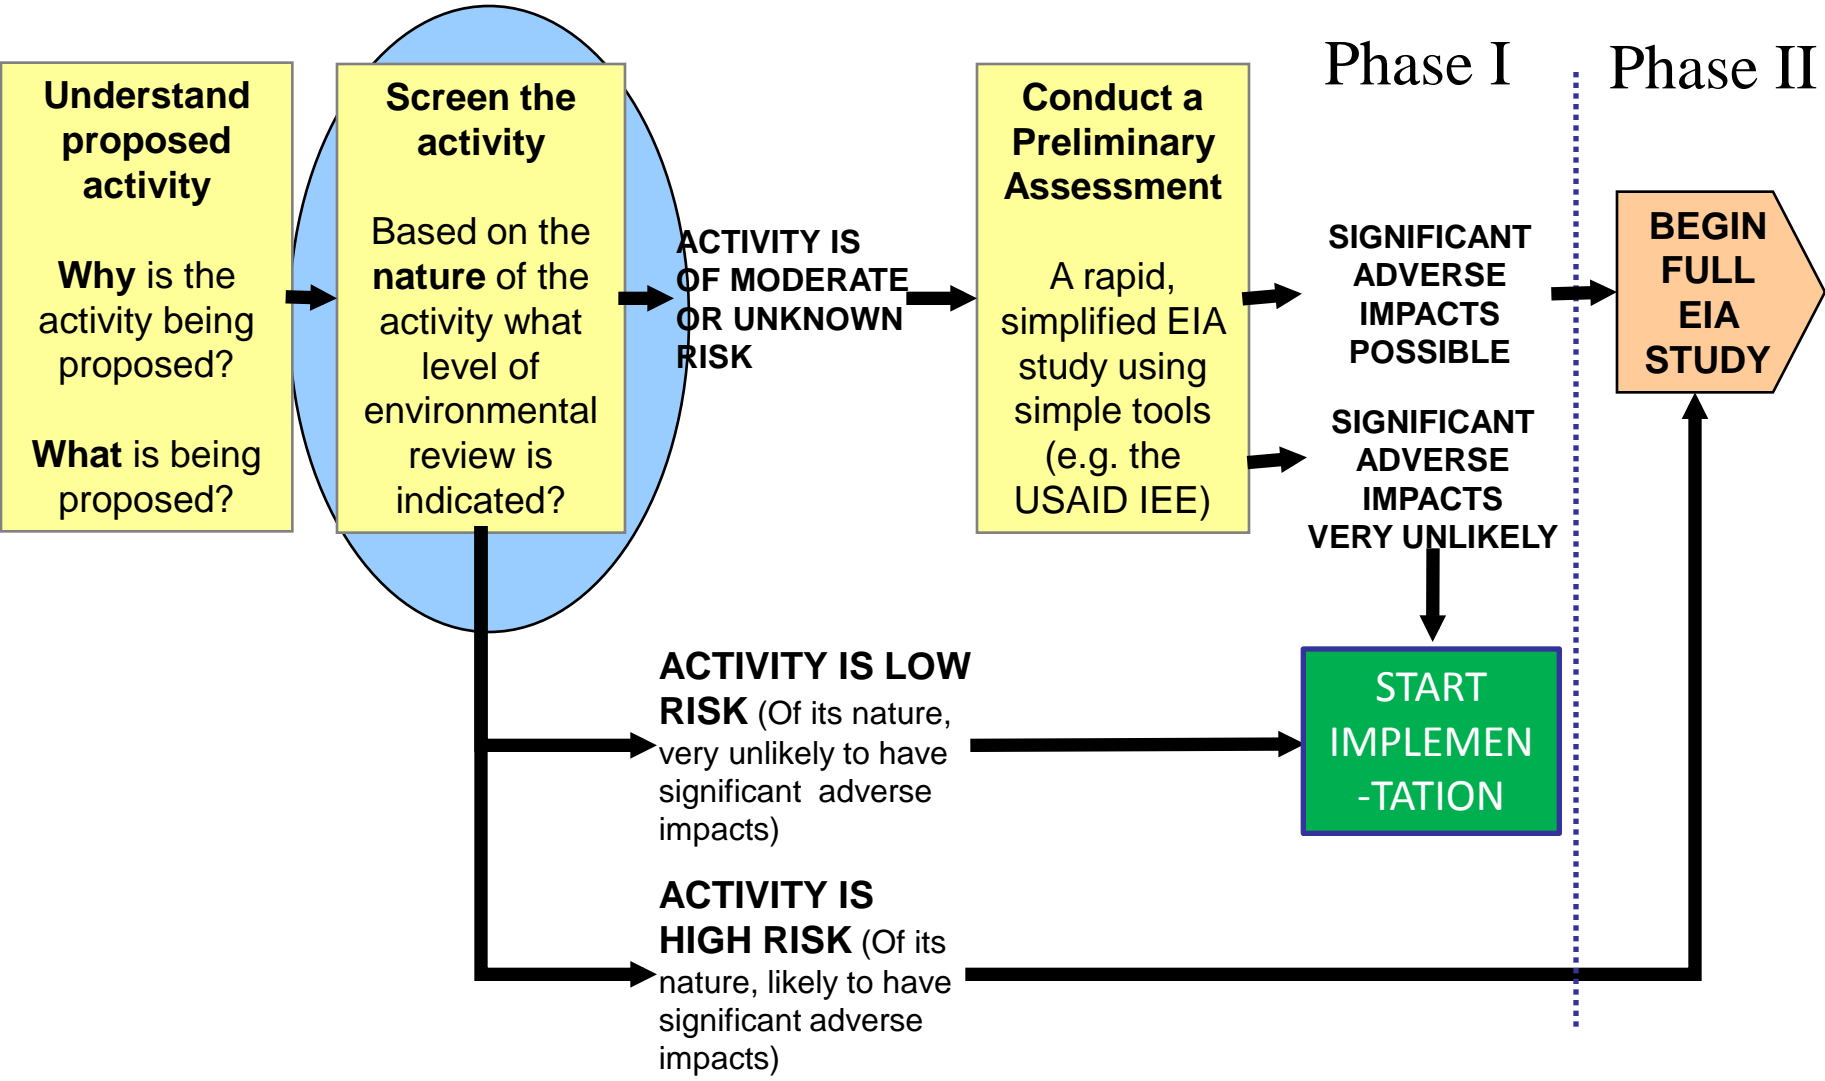 Phase I
Phase II
Understand
proposed
activity
Why is the
activity being
proposed?
What is being
proposed?
Screen the
activity
Based on the
nature of the
activity what
level of
environmental
review is
indicated?
ACTIVITY IS
OF MODERATE
OR UNKNOWN
RISK
Conduct a
Preliminary
Assessment
A rapid,
simplified EIA
study using
simple tools
(e.g. the
USAID IEE)
SIGNIFICANT
ADVERSE
IMPACTS
POSSIBLE
SIGNIFICANT
ADVERSE
IMPACTS
VERY UNLIKELY
BEGIN
FULL
EIA
STUDY
ACTIVITY IS LOW
RISK (Of its nature,
very unlikely to have
significant  adverse
impacts)
START
IMPLEMEN
-TATION
ACTIVITY IS
HIGH RISK (Of its
nature, likely to have
significant adverse
impacts)